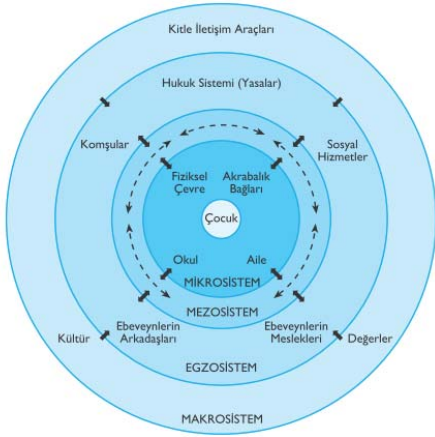 Kitle İletişim Araçları
Hukuk Sistemi (Yasalar)
Komşular
Sosyal
Hizmetler
Fiziksel
Çevre
Akrabalık
Bağları
Çocuk
Okul
Aile
MİKROSİSTEM
MEZOSİSTEM
Kültür
Ebeveynlerin
Arkadaşları
Ebeveynlerin
Meslekleri
Değerler
EGZOSİSTEM
MAKROSİSTEM